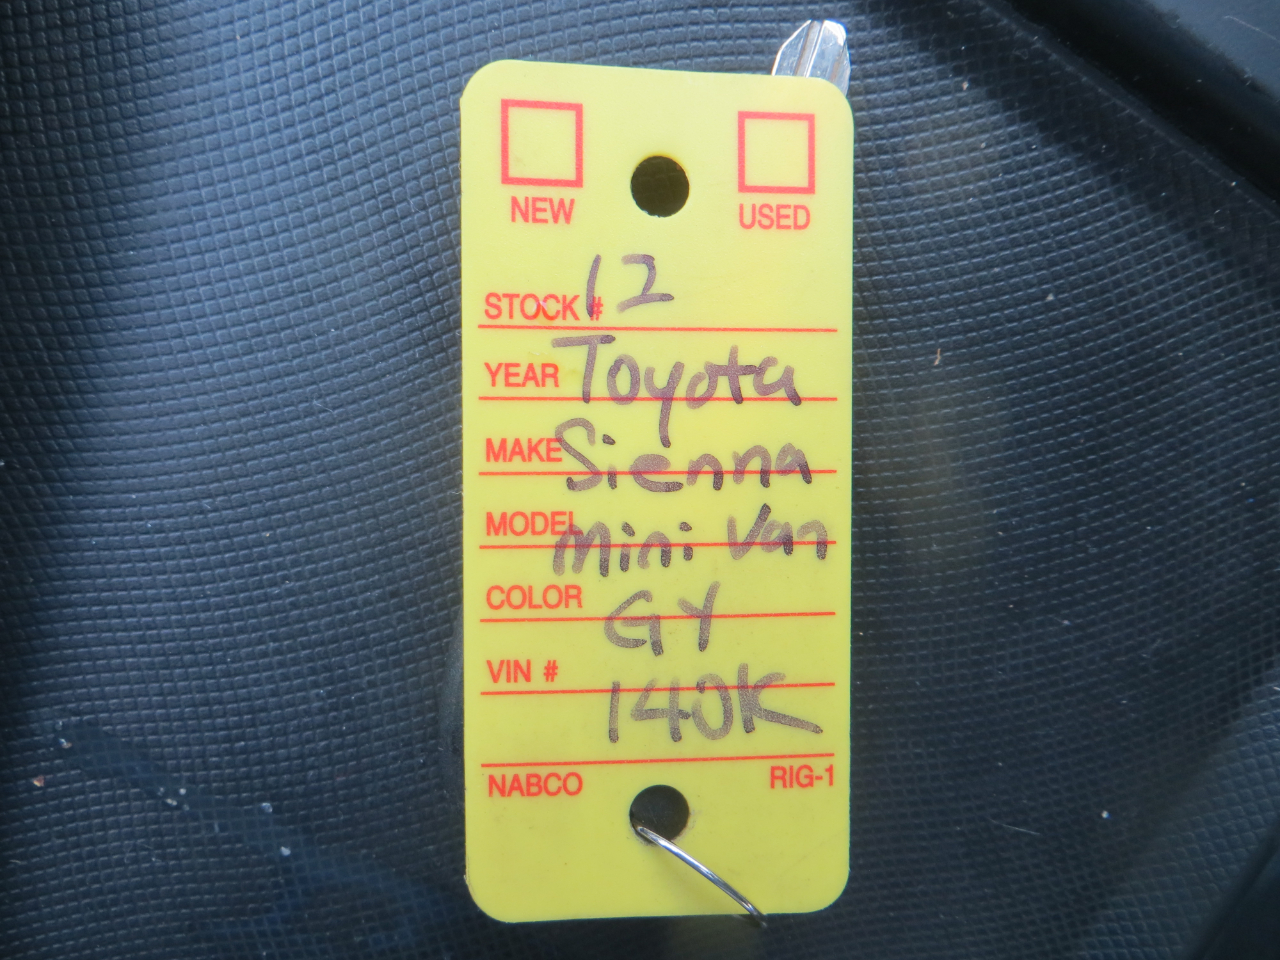 NEW USED
STOCK # 12
YEAR Toyota
MAKE Sienna
MODEL Mini Van
COLOR GY
VIN #
140K
NABCO RIG-1